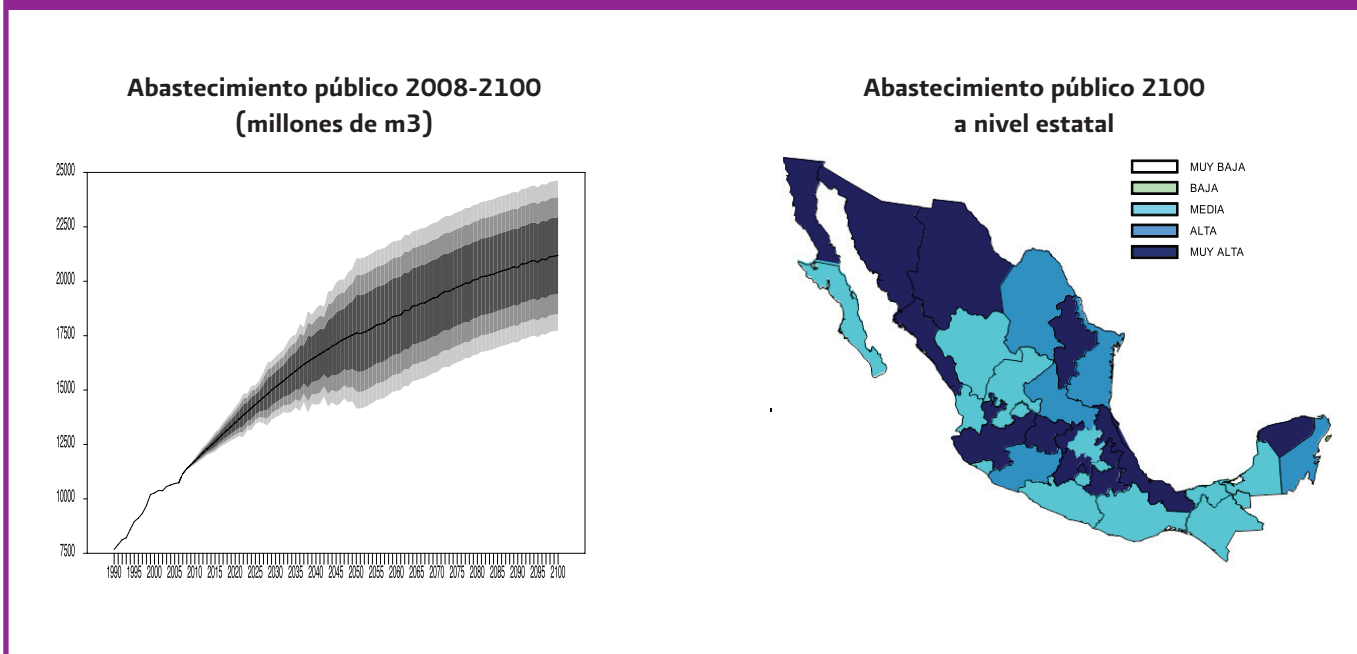 Abastecimiento público 2008-2100
(millones de m3)
25000
22500
20000
17500
15000
12500
10000
7500
1990 1995 2000 2005 2010 2015 2020 2025 2030 2035 2040 2045 2050 2055 2060 2065 2070 2075 2080 2085 2090 2095 2100
Abastecimiento público 2100
a nivel estatal
MUY BAJA
BAJA
MEDIA
ALTA
MUY ALTA